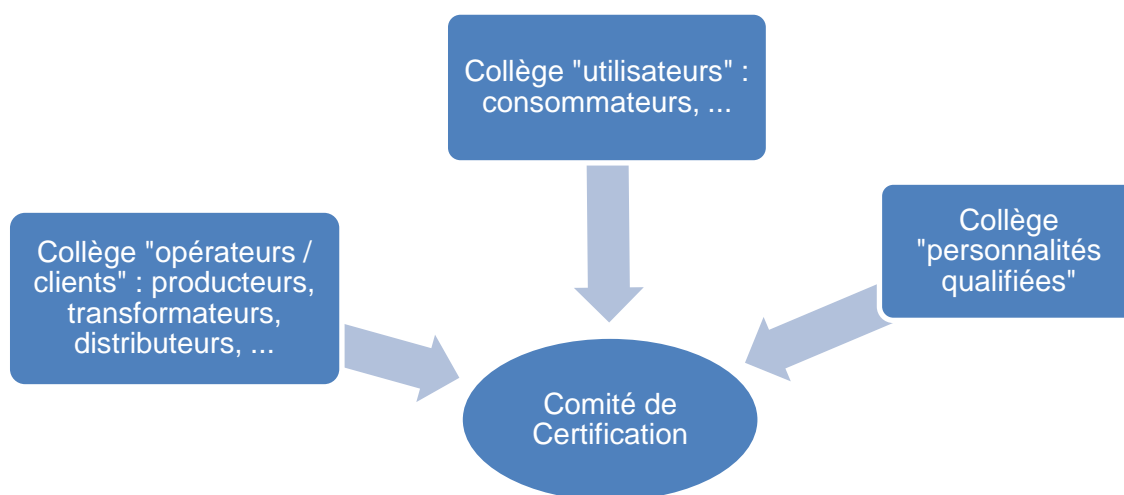 Collège "utilisateurs" :
consommateurs, ...
Collège "opérateurs /
clients" : producteurs,
transformateurs,
distributeurs, ...
Collège
"personnalités
qualifiées"
Comité de
Certification